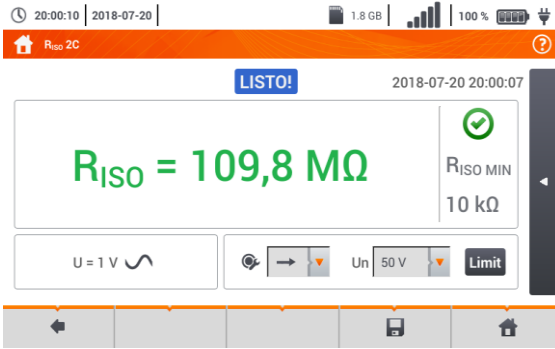 20:00:10 2018-07-20 1.8 GB 100 %
RISO 2C
LISTO! 2018-07-20 20:00:07
RISO = 109,8 MΩ
RISO MIN
10 kΩ
U = 1 V Un 50 V Limit